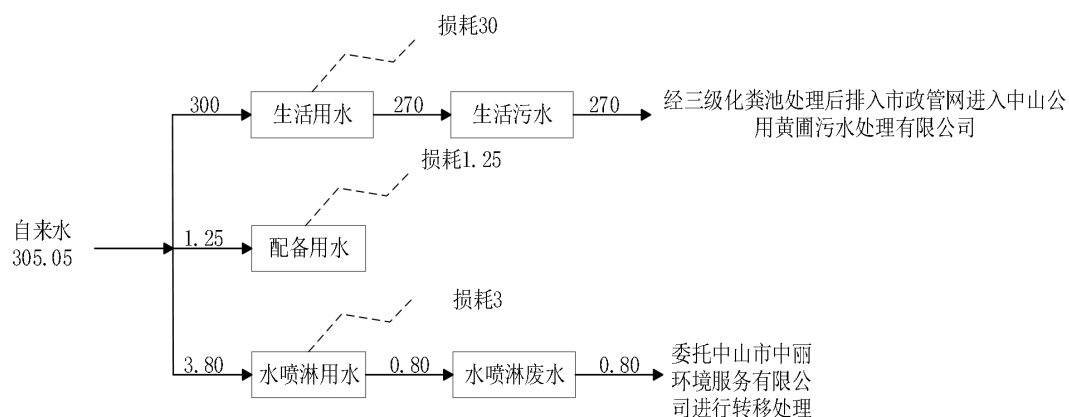 损耗30
300
生活用水
270
生活污水
270
经三级化粪池处理后排入市政管网进入中山公
用黄圃污水处理有限公司
损耗1.25
自来水
305.05
1.25
配备用水
损耗3
3.80
水喷淋用水
0.80
水喷淋废水
0.80
委托中山市中丽
环境服务有限公
司进行转移处理